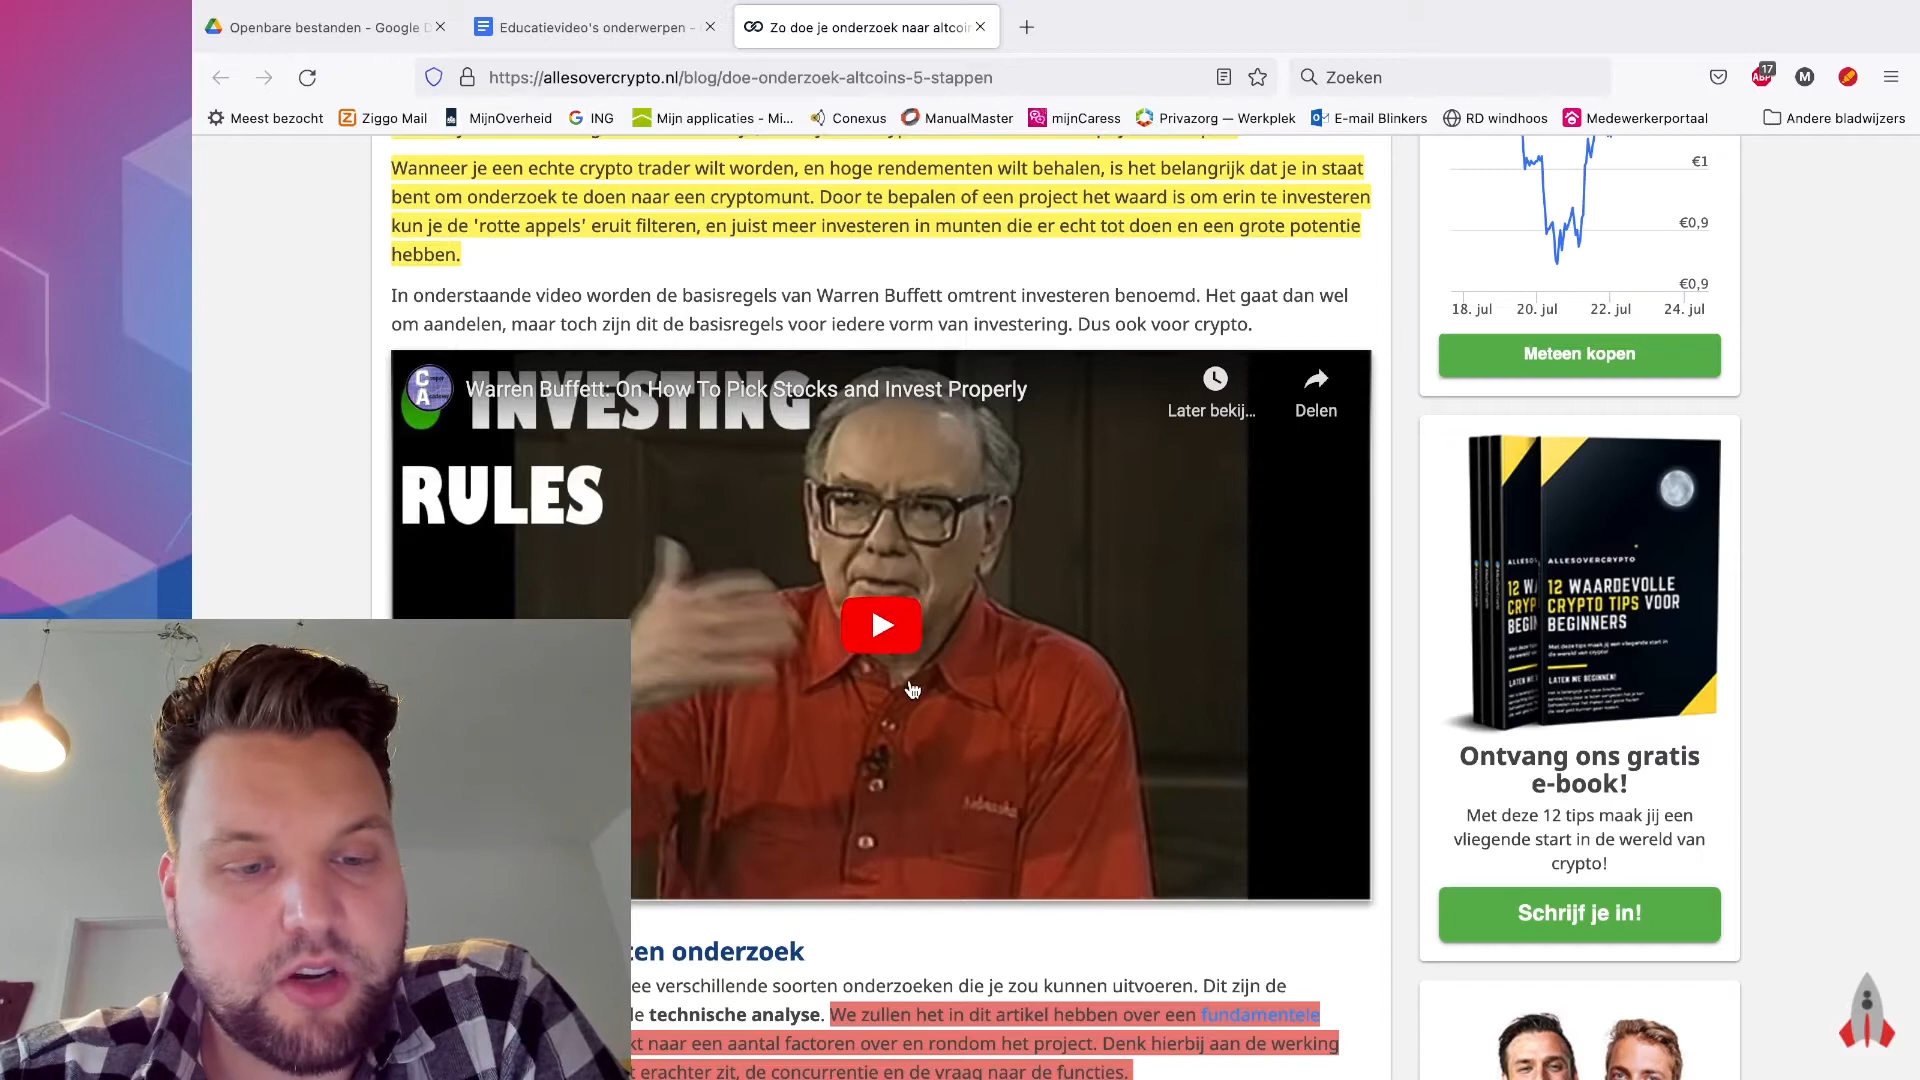 Openbare bestanden - Google D
Educatievideo's onderwerpen -
Zo doe je onderzoek naar altcoin
https://allesovercrypto.nl/blog/doe-onderzoek-altcoins-5-stappen
Zoeken
ABP
17
M
Meest bezocht
Ziggo Mail
MijnOverheid
ING
Mijn applicaties - Mi...
Conexus
ManualMaster
mijnCaress
Privazorg — Werkplek
E-mail Blinkers
RD windhoos
Medewerkerportaal
Andere bladwijzers
Wanneer je een echte crypto trader wilt worden, en hoge rendementen wilt behalen, is het belangrijk dat je in staat
bent om onderzoek te doen naar een cryptomunt. Door te bepalen of een project het waard is om erin te investeren
kun je de 'rotte appels' eruit filteren, en juist meer investeren in munten die er echt tot doen en een grote potentie
hebben.
In onderstaande video worden de basisregels van Warren Buffett omtrent investeren benoemd. Het gaat dan wel
om aandelen, maar toch zijn dit de basisregels voor iedere vorm van investering. Dus ook voor crypto.
CA
Warren Buffett: On How To Pick Stocks and Invest Properly
INVESTING
RULES
Later bekij...
Delen
ten onderzoek
ee verschillende soorten onderzoeken die je zou kunnen uitvoeren. Dit zijn de
le technische analyse. We zullen het in dit artikel hebben over een fundamentele
kt naar een aantal factoren over en rondom het project. Denk hierbij aan de werking
t erachter zit, de concurrentie en de vraag naar de functies.
€1
€0,9
€0,9
18. jul
20. jul
22. jul
24. jul
Meteen kopen
ALLESOVERCRYPTO
12 WAARDEVOLLE
CRYPTO TIPS VOOR
BEGINNERS
LATEN WE BEGINNEN!
Ontvang ons gratis
e-book!
Met deze 12 tips maak jij een
vliegende start in de wereld van
crypto!
Schrijf je in!